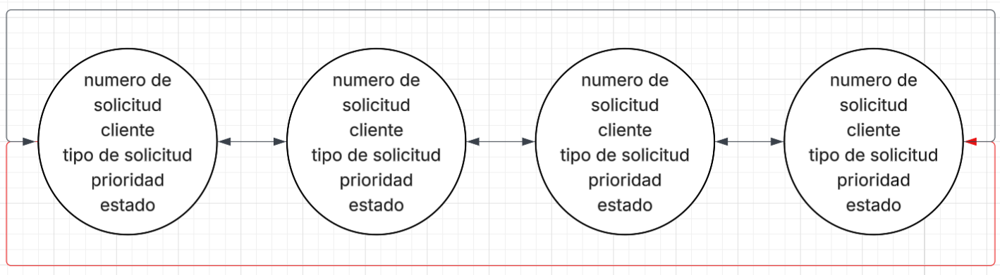 numero de
solicitud
cliente
tipo de solicitud
prioridad
estado
numero de
solicitud
cliente
tipo de solicitud
prioridad
estado
numero de
solicitud
cliente
tipo de solicitud
prioridad
estado
numero de
solicitud
cliente
tipo de solicitud
prioridad
estado